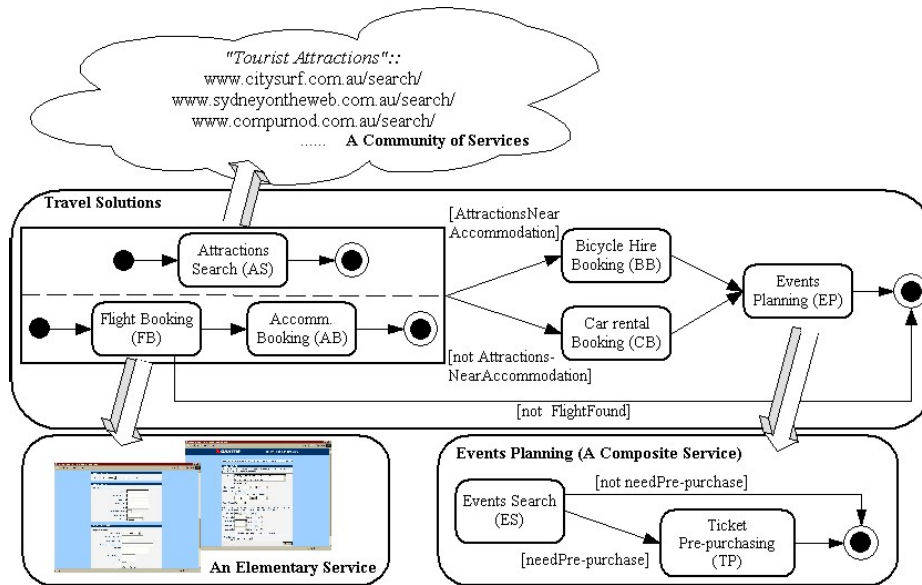 "Tourist Attractions"::
www.citysurf.com.au/search/
www.sydneyontheweb.com.au/search/
www.compumod.com.au/search/
...... A Community of Services
Travel Solutions
[AttractionsNear
Accommodation]
Attractions
Search (AS)
Bicycle Hire
Booking (BB)
Events
Planning (EP)
Flight Booking
(FB)
Accomm.
Booking (AB)
Car rental
Booking (CB)
[not Attractions-
NearAccommodation]
[not FlightFound]
An Elementary Service
Events Planning (A Composite Service)
[not needPre-purchase]
Events Search
(ES)
Ticket
Pre-purchasing
(TP)
[needPre-purchase]